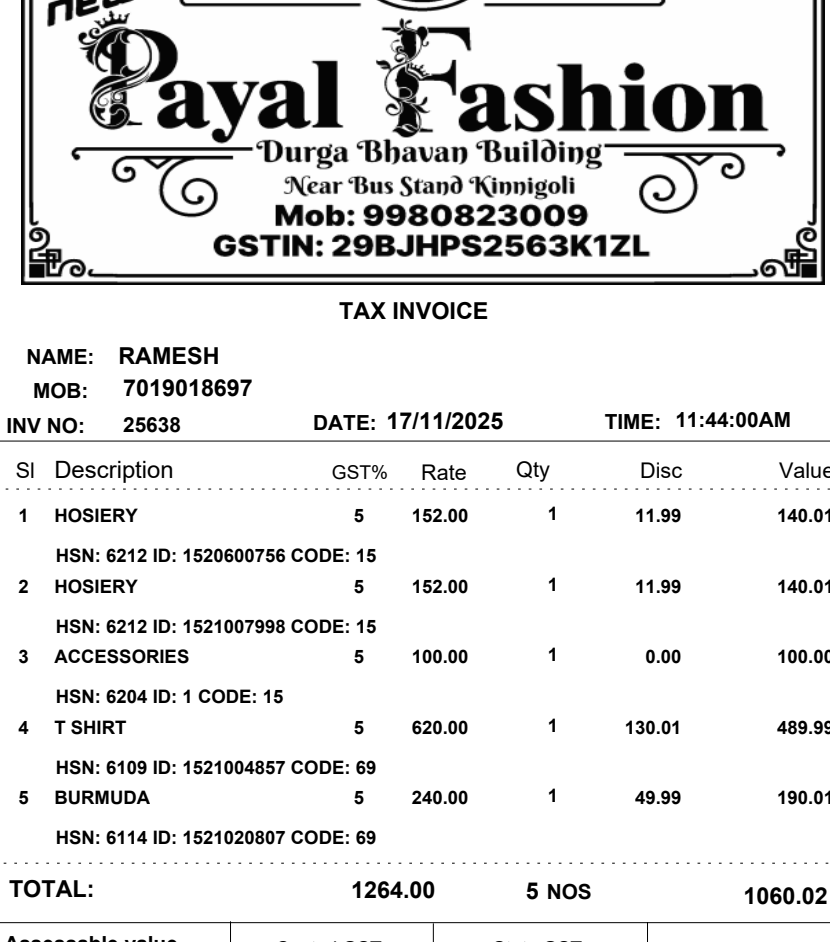 new
Payal Fashion
Durga Bhavan Building
Near Bus Stand Kinnigoli
Mob: 9980823009
GSTIN: 29BJHPS2563K1ZL
TAX INVOICE
NAME: RAMESH
MOB: 7019018697
INV NO: 25638 DATE: 17/11/2025 TIME: 11:44:00AM
Sl Description GST% Rate Qty Disc Value
1 HOSIERY 5 152.00 1 11.99 140.01
HSN: 6212 ID: 1520600756 CODE: 15
2 HOSIERY 5 152.00 1 11.99 140.01
HSN: 6212 ID: 1521007998 CODE: 15
3 ACCESSORIES 5 100.00 1 0.00 100.00
HSN: 6204 ID: 1 CODE: 15
4 T SHIRT 5 620.00 1 130.01 489.99
HSN: 6109 ID: 1521004857 CODE: 69
5 BURMUDA 5 240.00 1 49.99 190.01
HSN: 6114 ID: 1521020807 CODE: 69
TOTAL: 1264.00 5 NOS 1060.02